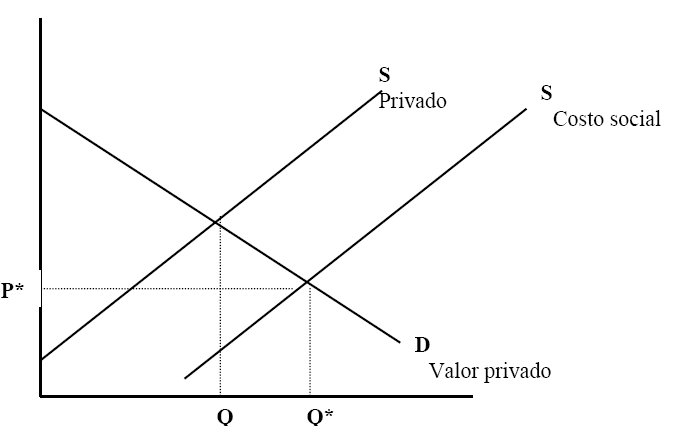 S
Privado
S
Costo social
P*
D
Valor privado
Q
Q*